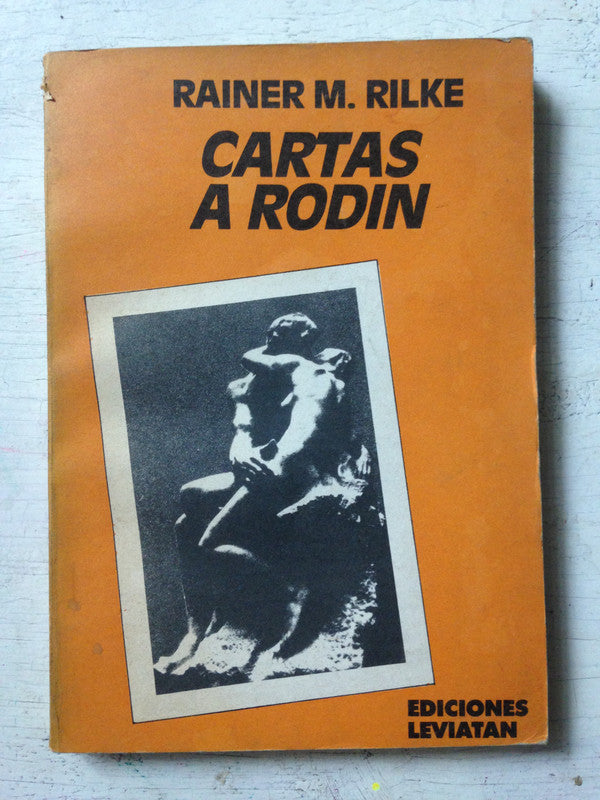 RAINER M. RILKE
CARTAS
A RODIN
EDICIONES
LEVIATAN